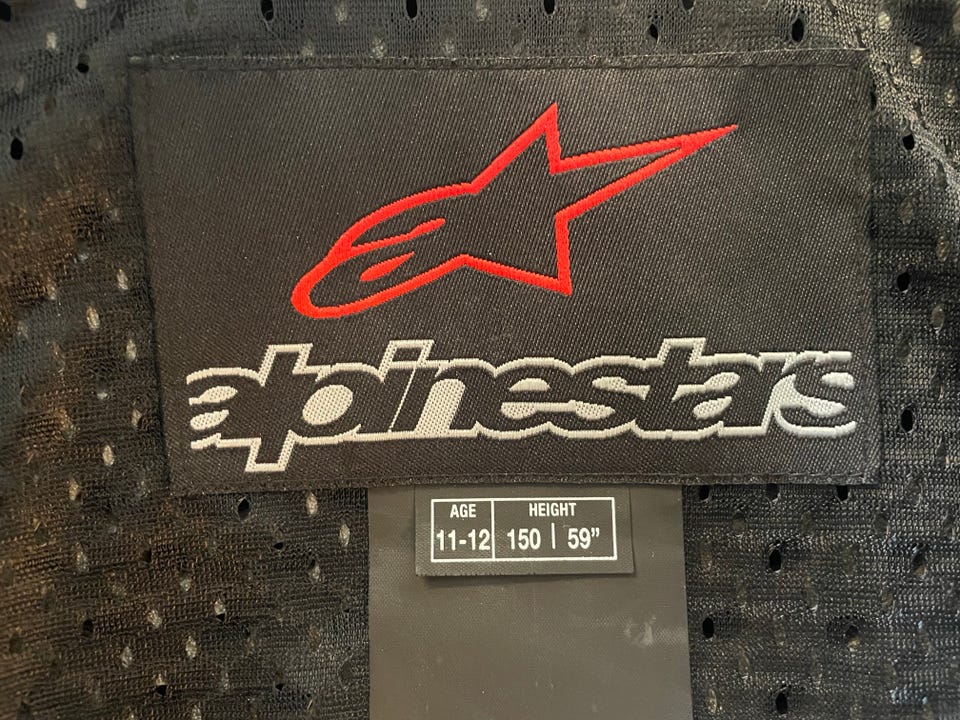 alpinestars
AGE HEIGHT
11-12 150 59”